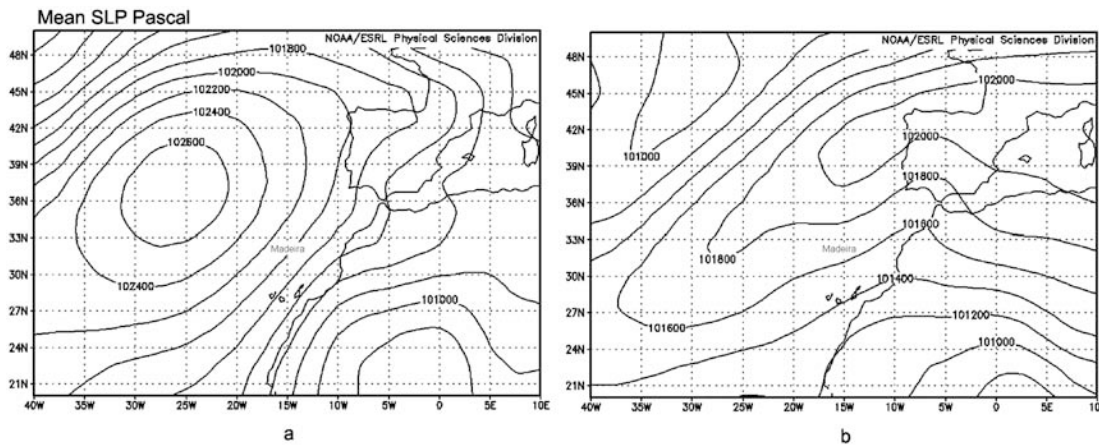 Mean SLP Pascal
NOAA/ESRL Physical Sciences Division
48N
45N
42N
39N
36N
33N
30N
27N
24N
21N
40W 35W 30W 25W 20W 15W 10W 5W 0 5E 10E
101800
102000
102200
102400
102600
Madeira
102400
101000
a
NOAA/ESRL Physical Sciences Division
48N
45N
42N
39N
36N
33N
30N
27N
24N
21N
40W 35W 30W 25W 20W 15W 10W 5W 0 5E 10E
102000
101000
102000
101800
101600
Madeira
101800
101400
101600
101200
101000
b